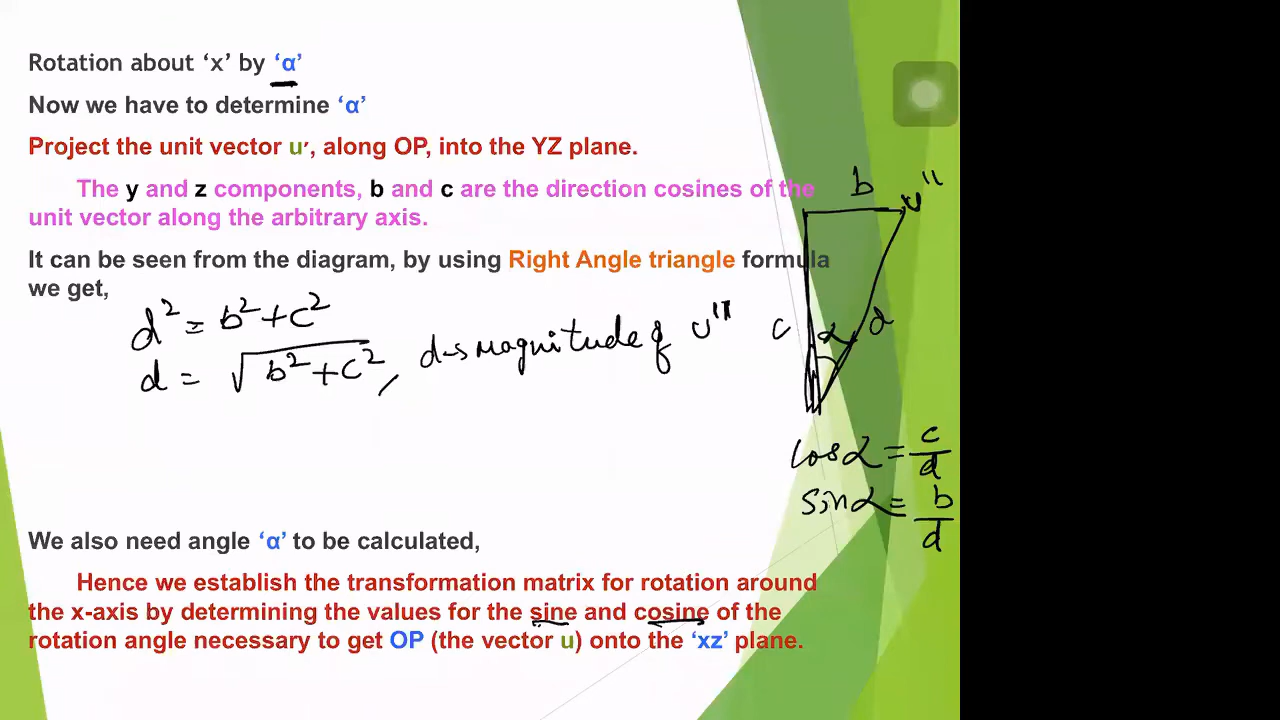 Rotation about ‘x’ by ‘α’
Now we have to determine ‘α’
Project the unit vector u′, along OP, into the YZ plane.
The y and z components, b and c are the direction cosines of the
unit vector along the arbitrary axis.
It can be seen from the diagram, by using Right Angle triangle formula
we get,
d² = b²+c²
d = √b²+c², d→s magnitude of u"
b
u"
c
α
d
cosα = c/d
sinα = b/d
We also need angle ‘α’ to be calculated,
Hence we establish the transformation matrix for rotation around
the x-axis by determining the values for the sine and cosine of the
rotation angle necessary to get OP (the vector u) onto the ‘xz’ plane.